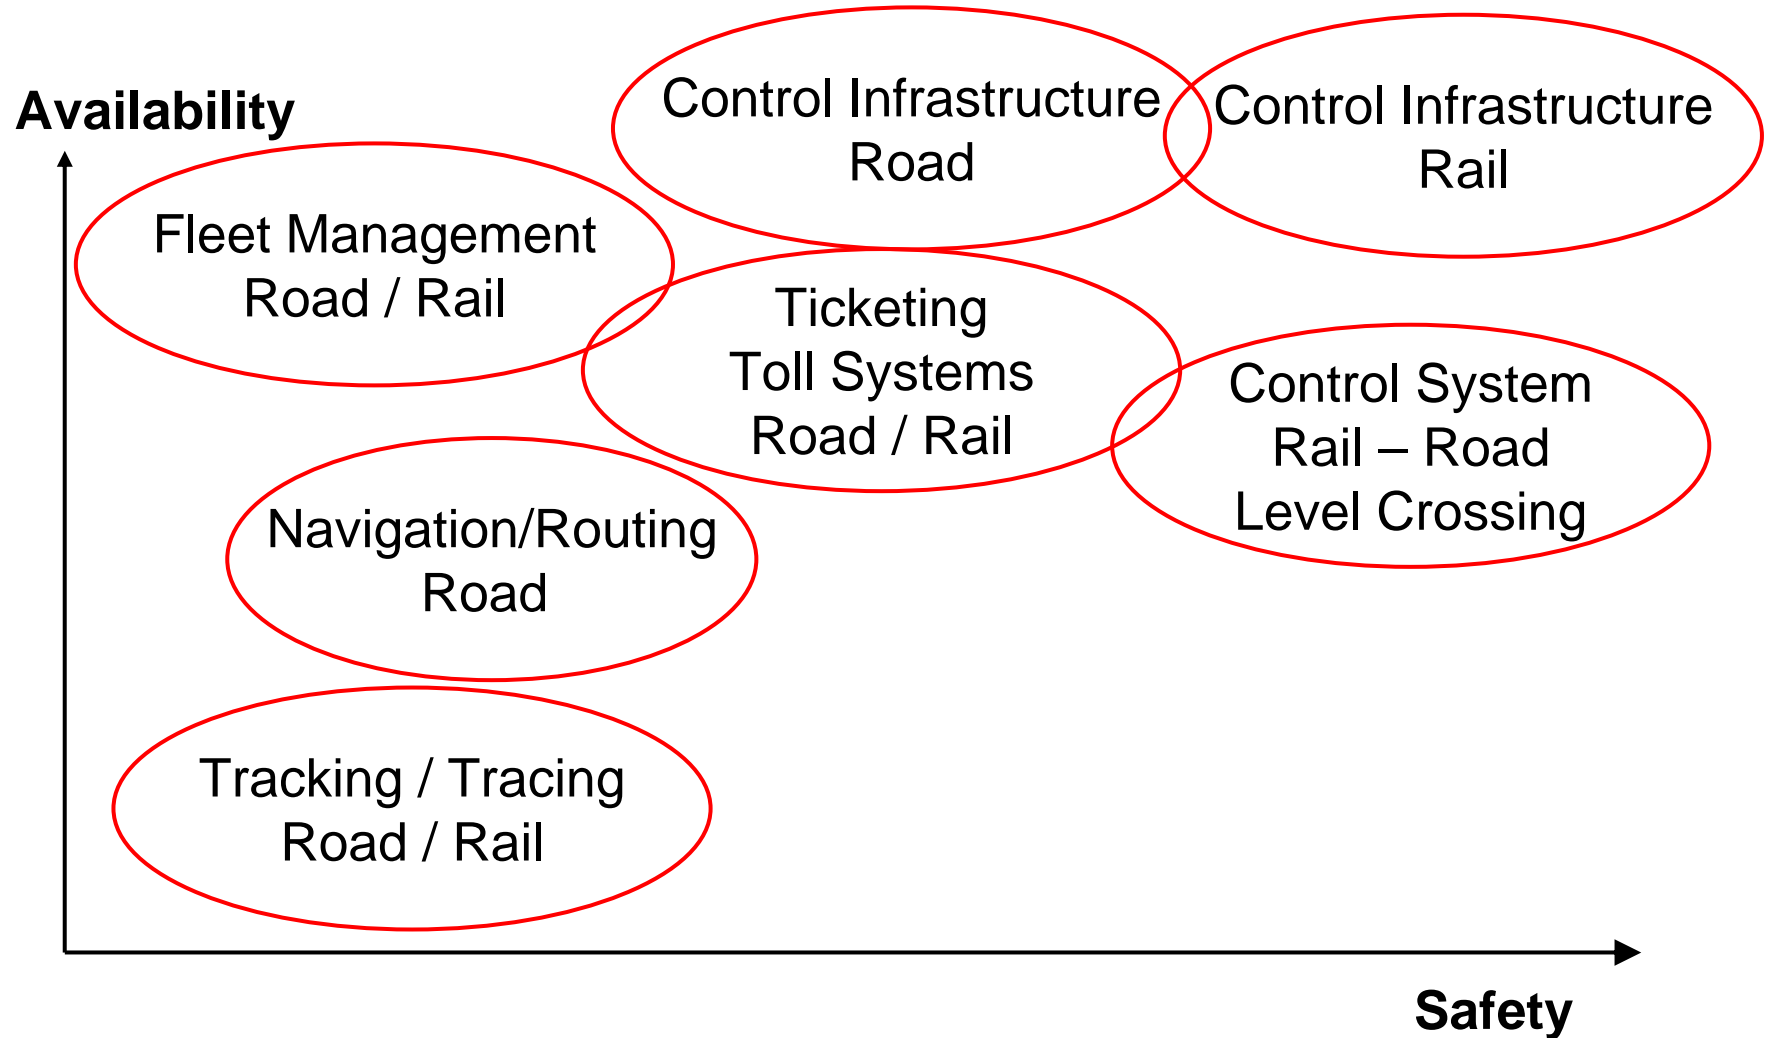 Availability
Control Infrastructure
Road
Control Infrastructure
Rail
Fleet Management
Road / Rail
Ticketing
Toll Systems
Road / Rail
Control System
Rail – Road
Level Crossing
Navigation/Routing
Road
Tracking / Tracing
Road / Rail
Safety